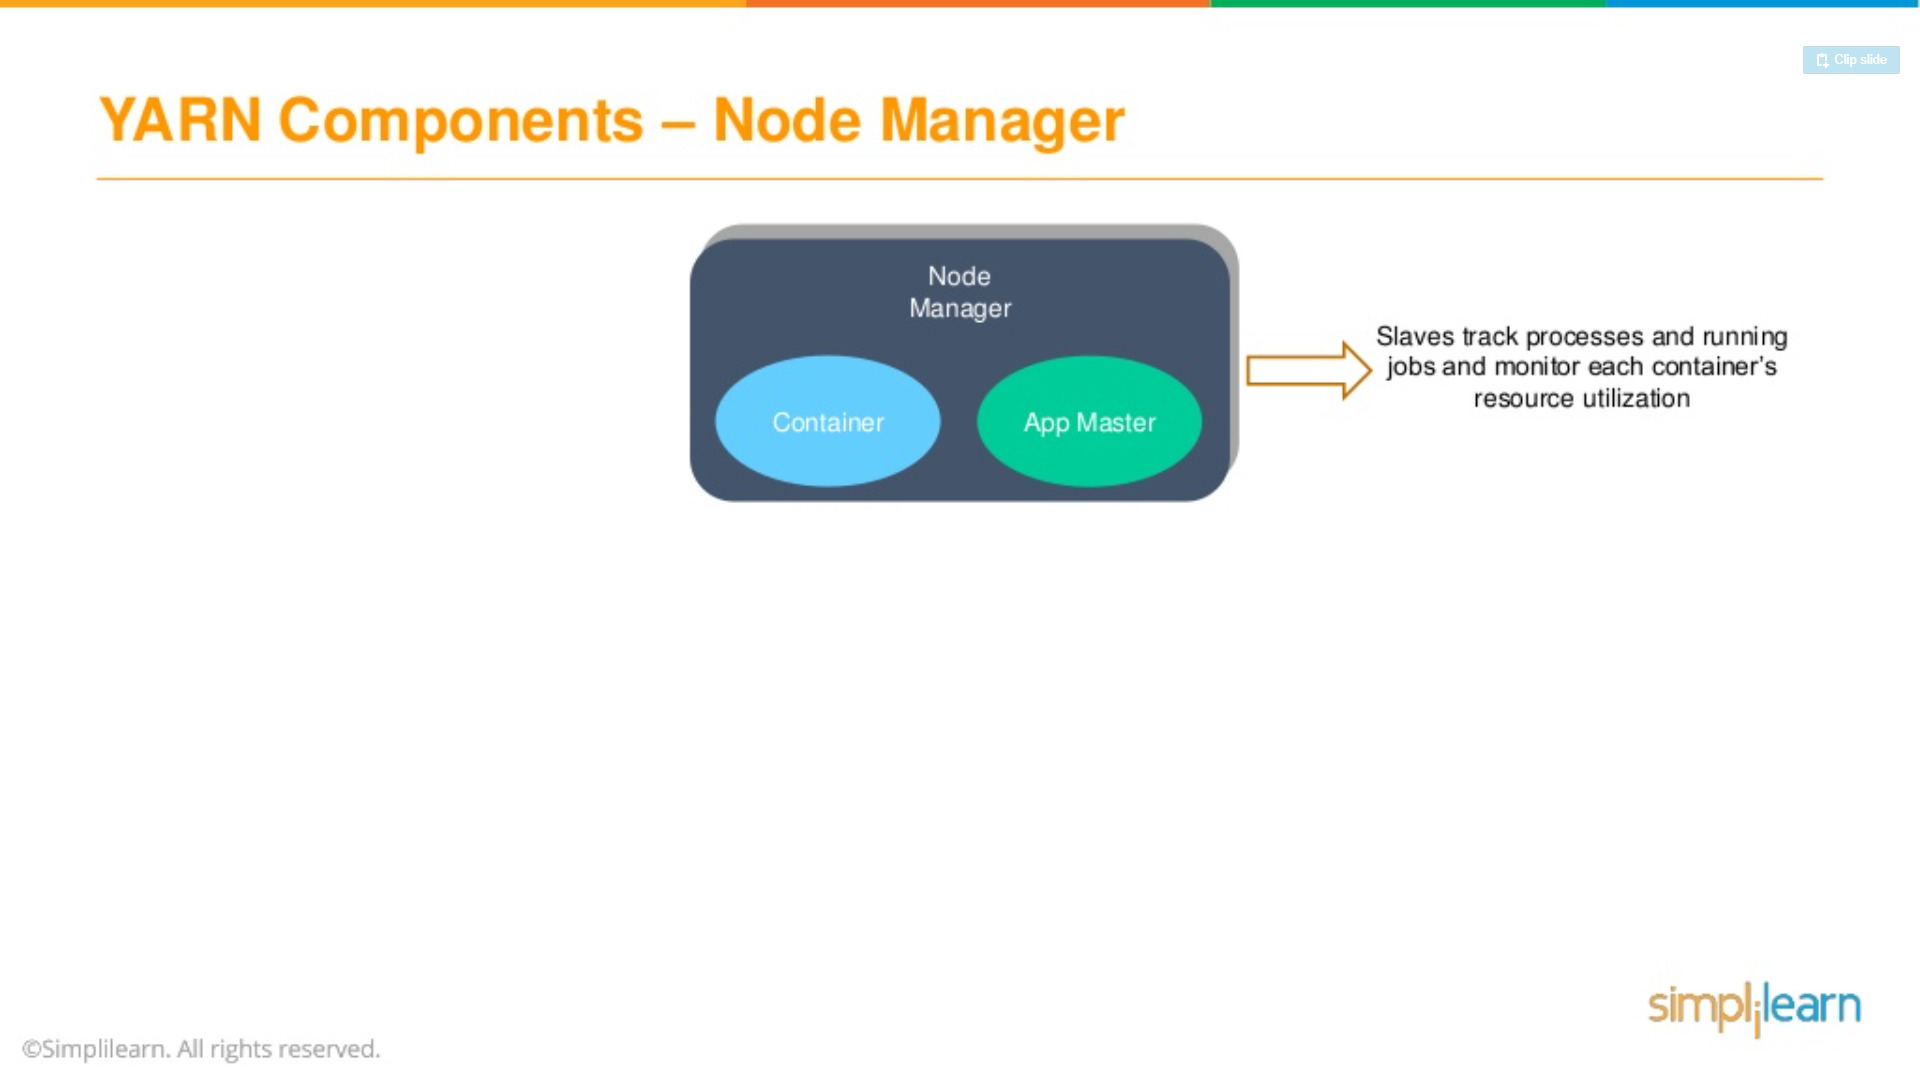 Clip slide
YARN Components – Node Manager
Node
Manager
Container
App Master
Slaves track processes and running
jobs and monitor each container's
resource utilization
simplilearn
©Simplilearn. All rights reserved.